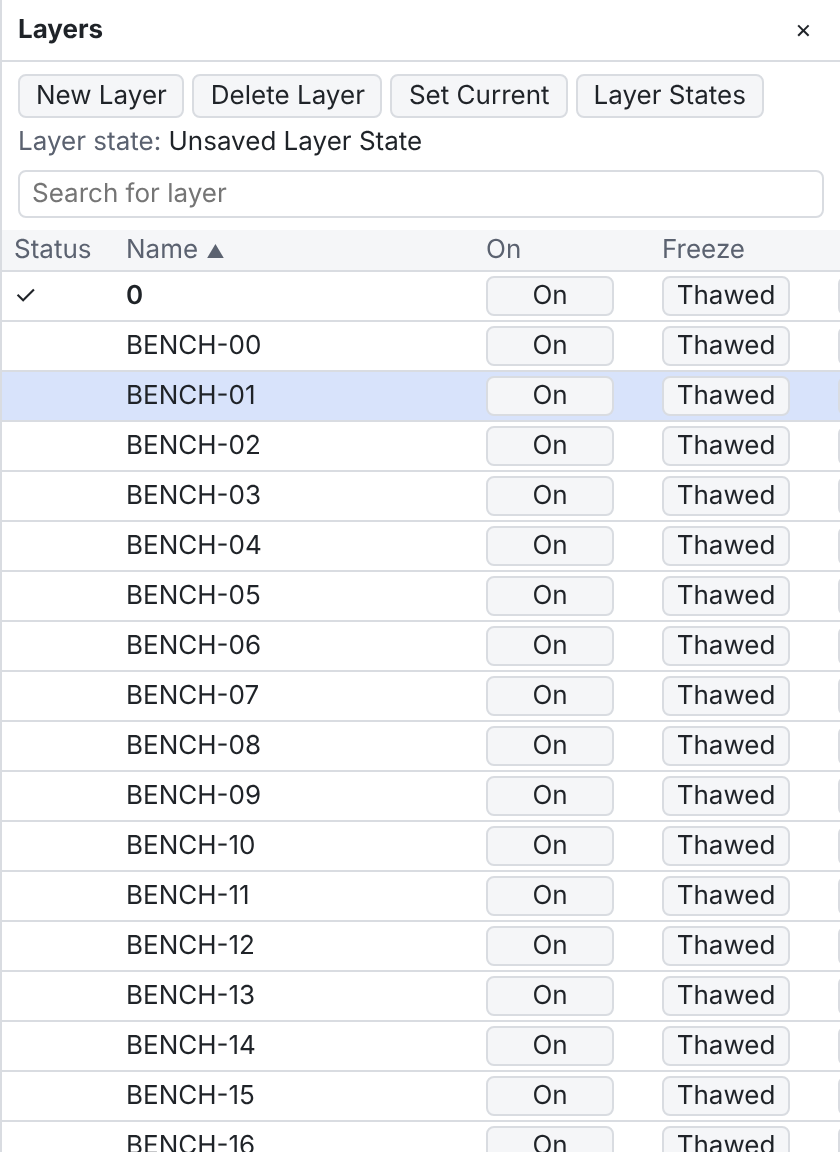 Layers ×
New Layer Delete Layer Set Current Layer States
Layer state: Unsaved Layer State
Search for layer
Status Name ▲ On Freeze
✓ 0 On Thawed
BENCH-00 On Thawed
BENCH-01 On Thawed
BENCH-02 On Thawed
BENCH-03 On Thawed
BENCH-04 On Thawed
BENCH-05 On Thawed
BENCH-06 On Thawed
BENCH-07 On Thawed
BENCH-08 On Thawed
BENCH-09 On Thawed
BENCH-10 On Thawed
BENCH-11 On Thawed
BENCH-12 On Thawed
BENCH-13 On Thawed
BENCH-14 On Thawed
BENCH-15 On Thawed
BENCH-16 On Thawed